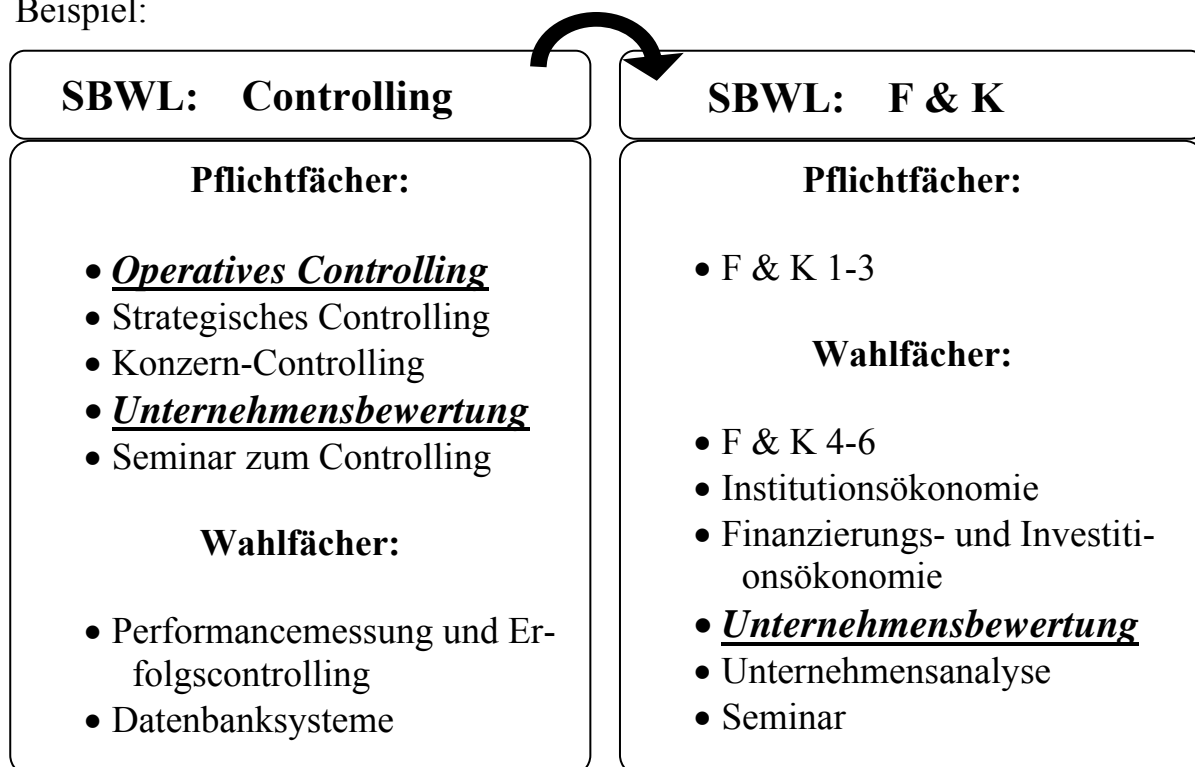 Beispiel:
SBWL: Controlling
Pflichtfächer:
• Operatives Controlling
• Strategisches Controlling
• Konzern-Controlling
• Unternehmensbewertung
• Seminar zum Controlling
Wahlfächer:
• Performancemessung und Er-
folgscontrolling
• Datenbanksysteme
SBWL: F & K
Pflichtfächer:
• F & K 1-3
Wahlfächer:
• F & K 4-6
• Institutionsökonomie
• Finanzierungs- und Investiti-
onsökonomie
• Unternehmensbewertung
• Unternehmensanalyse
• Seminar